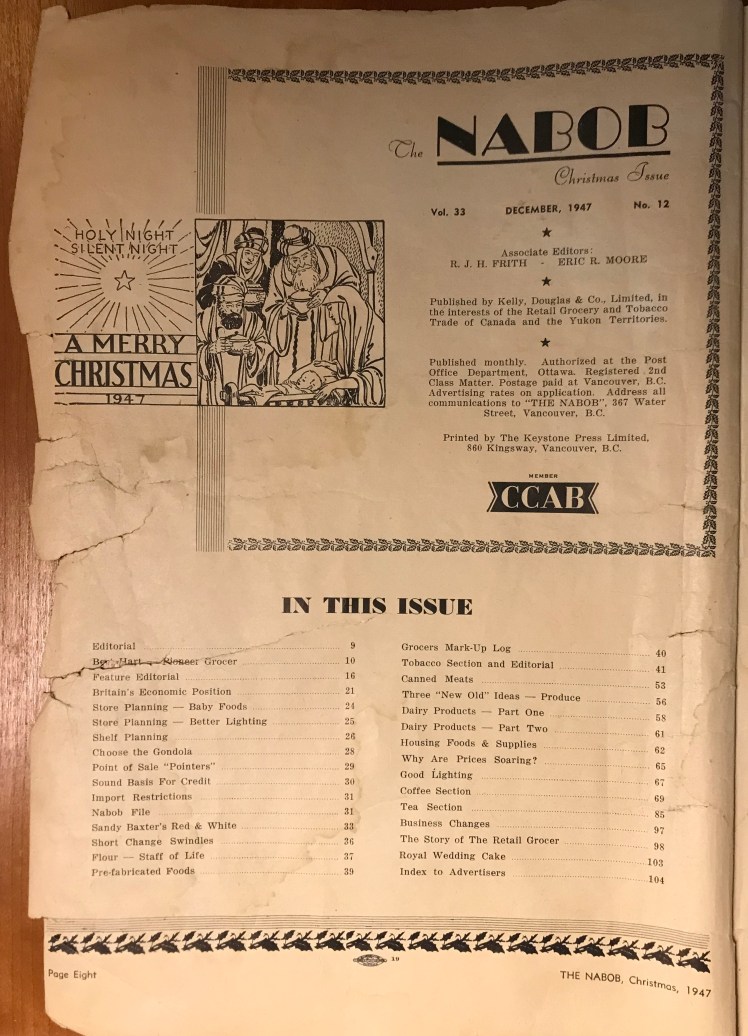 The NABOB
Christmas Issue
Vol. 33 DECEMBER, 1947 No. 12
Associate Editors:
R. J. H. FRITH - ERIC R. MOORE
Published by Kelly, Douglas & Co., Limited, in
the interests of the Retail Grocery and Tobacco
Trade of Canada and the Yukon Territories.
Published monthly. Authorized at the Post
Office Department, Ottawa. Registered 2nd
Class Matter. Postage paid at Vancouver, B.C.
Advertising rates on application. Address all
communications to "THE NABOB", 367 Water
Street, Vancouver, B.C.
Printed by The Keystone Press Limited,
860 Kingsway, Vancouver, B.C.
MEMBER
CCAB
HOLY NIGHT
SILENT NIGHT
A MERRY
CHRISTMAS
1947
IN THIS ISSUE
Editorial 9
Hart — Pioneer Grocer 10
Feature Editorial 16
Britain's Economic Position 21
Store Planning — Baby Foods 24
Store Planning — Better Lighting 25
Shelf Planning 26
Choose the Gondola 28
Point of Sale "Pointers" 29
Sound Basis For Credit 30
Import Restrictions 31
Nabob File 31
Sandy Baxter's Red & White 33
Short Change Swindles 36
Flour — Staff of Life 37
Pre-fabricated Foods 39
Grocers Mark-Up Log 40
Tobacco Section and Editorial 41
Canned Meats 53
Three "New Old" Ideas — Produce 56
Dairy Products — Part One 58
Dairy Products — Part Two 61
Housing Foods & Supplies 62
Why Are Prices Soaring? 65
Good Lighting 67
Coffee Section 69
Tea Section 85
Business Changes 97
The Story of The Retail Grocer 98
Royal Wedding Cake 103
Index to Advertisers 104
Page Eight
19
THE NABOB, Christmas, 1947